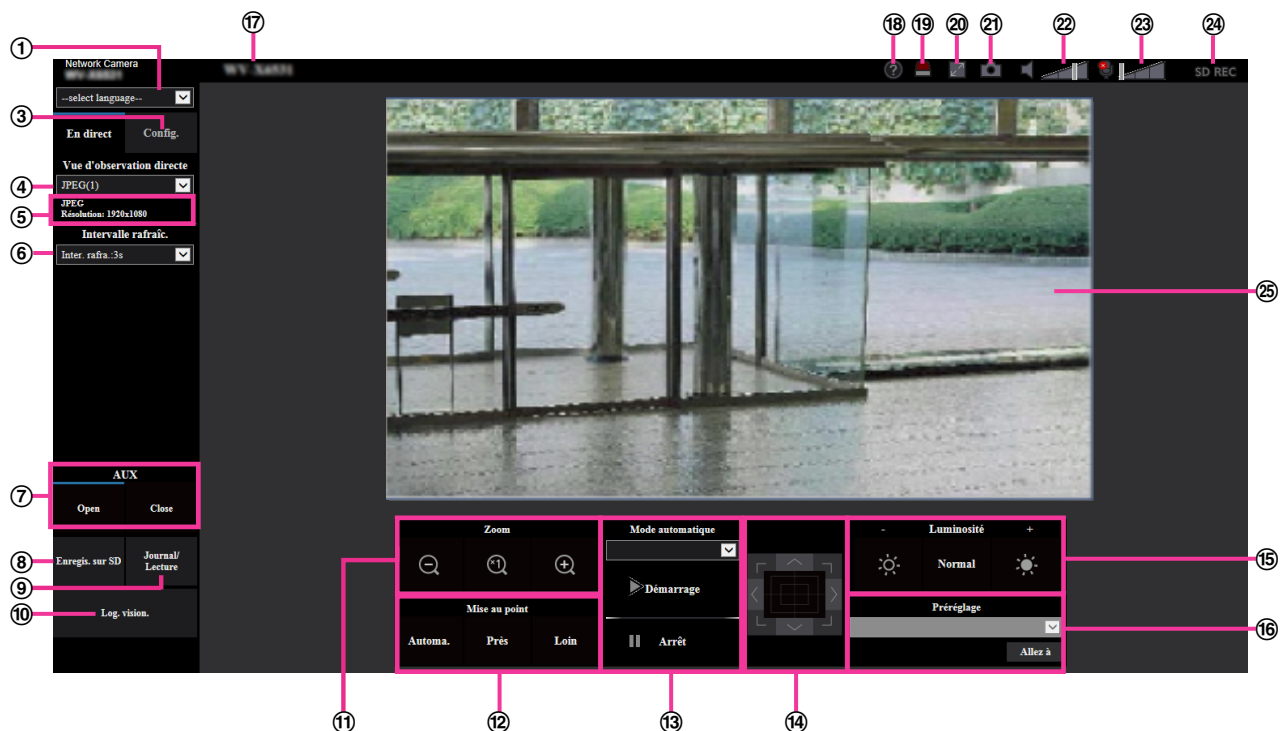 ⑰
⑱ ⑲ ⑳ ㉑ ㉒ ㉓ ㉔
①
Network Camera
SD REC
--select language--
③
En direct Config.
Vue d'observation directe
④ JPEG(1)
⑤ JPEG
Résolution: 1920x1080
Intervalle rafraîc.
⑥ Inter. rafra.:3s
㉕
AUX
⑦ Open Close
⑧ Enregis. sur SD
Journal/
Lecture
⑨
⑩ Log. vision.
Zoom
×1
⑪
Mise au point
Automa. Près Loin
⑫
Mode automatique
Démarrage
Arrêt
⑬
⑭
- Luminosité +
Normal
⑮
Préréglage
⑯
Allez à